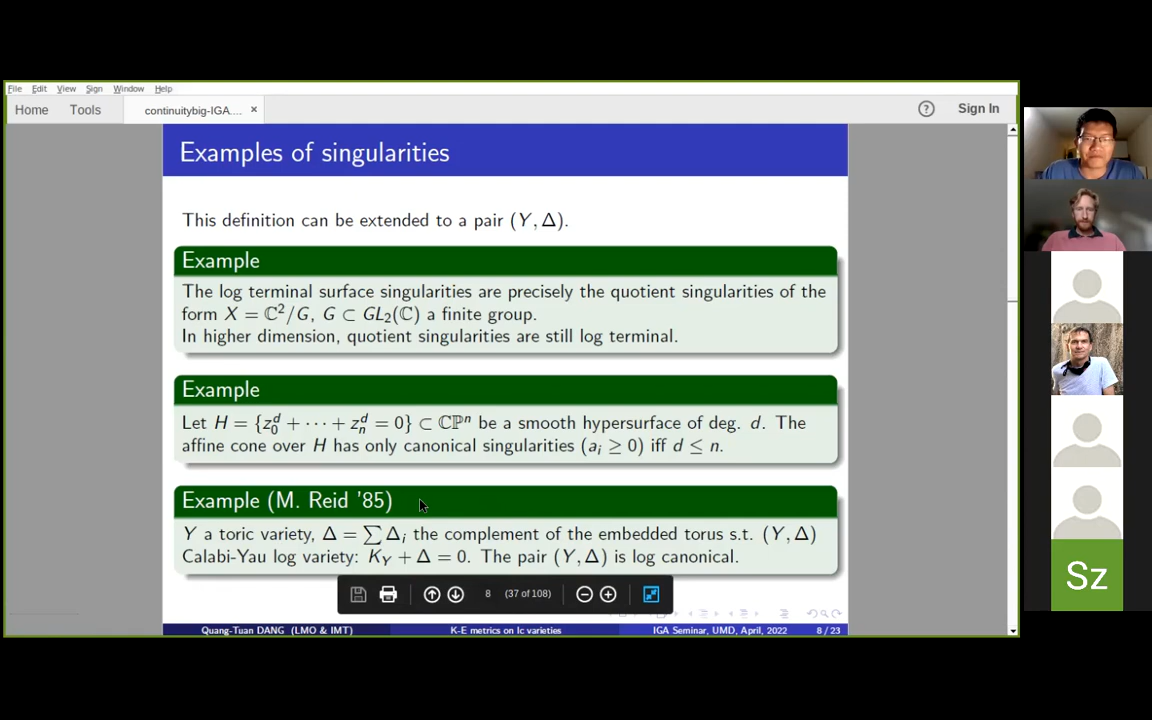 File Edit View Sign Window Help
Home Tools continuitybig-IGA.... × ? Sign In
Examples of singularities
This definition can be extended to a pair (Y, Δ).
Example
The log terminal surface singularities are precisely the quotient singularities of the
form X = ℂ²/G, G ⊂ GL₂(ℂ) a finite group.
In higher dimension, quotient singularities are still log terminal.
Example
Let H = {z₀ᵈ + ⋯ + zₙᵈ = 0} ⊂ ℂℙⁿ be a smooth hypersurface of deg. d. The
affine cone over H has only canonical singularities (aᵢ ≥ 0) iff d ≤ n.
Example (M. Reid '85)
Y a toric variety, Δ = ∑ Δᵢ the complement of the embedded torus s.t. (Y, Δ)
Calabi-Yau log variety: K_Y + Δ = 0. The pair (Y, Δ) is log canonical.
8 (37 of 108)
Quang-Tuan DANG (LMO & IMT) K-E metrics on lc varieties IGA Seminar, UMD, April, 2022 8 / 23
Sz